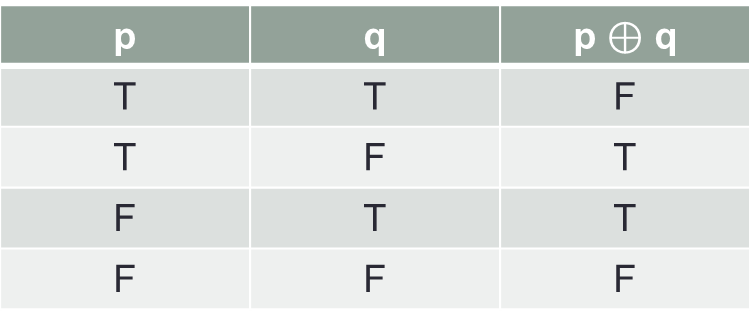 p q p ⊕ q
T T F
T F T
F T T
F F F